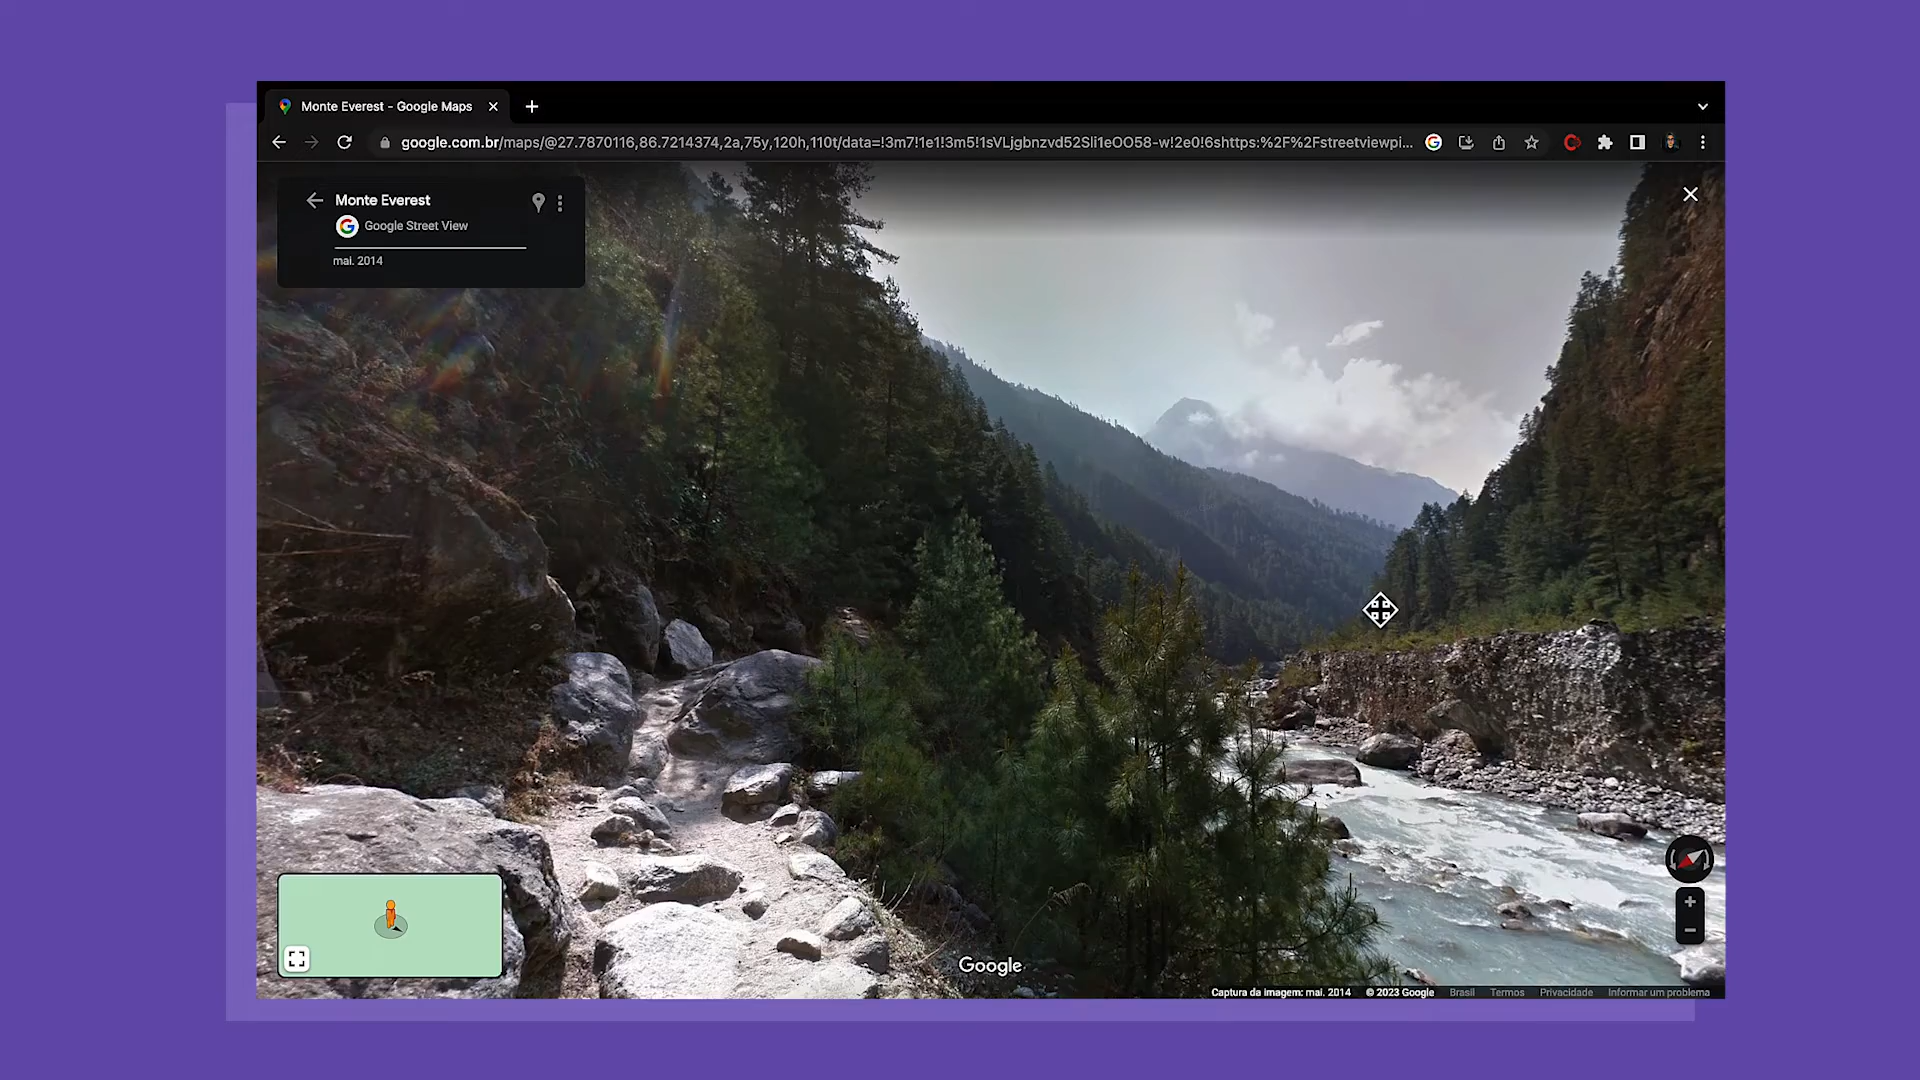 Monte Everest - Google Maps
google.com.br/maps/@27.7870116,86.7214374,2a,75y,120h,110t/data=!3m7!1e1!3m5!1sVLjgbnzvd52Sli1eOO58-w!2e0!6shttps:%2F%2Fstreetviewpi...
Monte Everest
Google Street View
mai. 2014
Google
Captura da imagem: mai. 2014 © 2023 Google Brasil Termos Privacidade Informar um problema